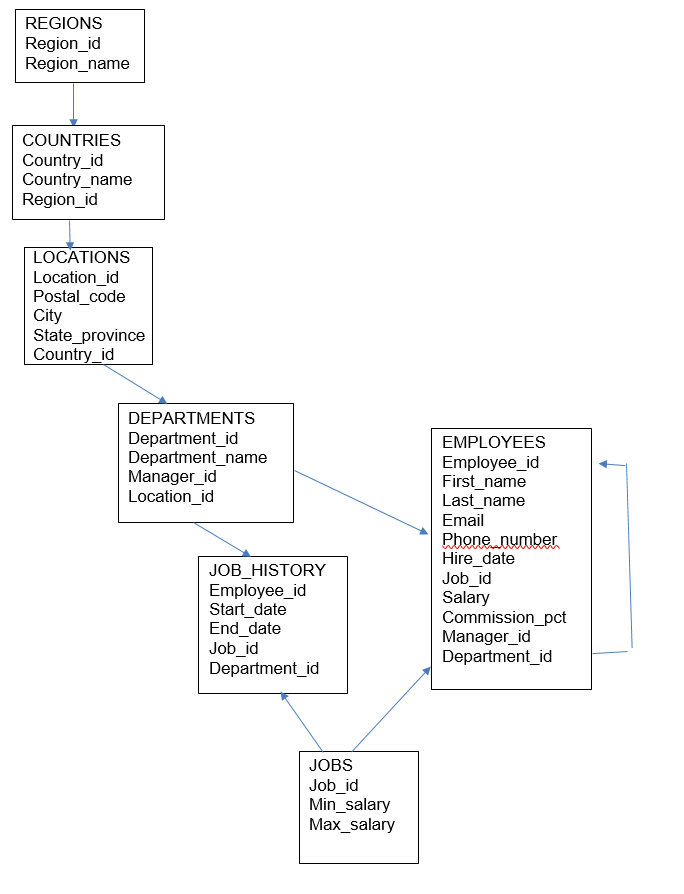 REGIONS
Region_id
Region_name
COUNTRIES
Country_id
Country_name
Region_id
LOCATIONS
Location_id
Postal_code
City
State_province
Country_id
DEPARTMENTS
Department_id
Department_name
Manager_id
Location_id
EMPLOYEES
Employee_id
First_name
Last_name
Email
Phone_number
Hire_date
Job_id
Salary
Commission_pct
Manager_id
Department_id
JOB_HISTORY
Employee_id
Start_date
End_date
Job_id
Department_id
JOBS
Job_id
Min_salary
Max_salary